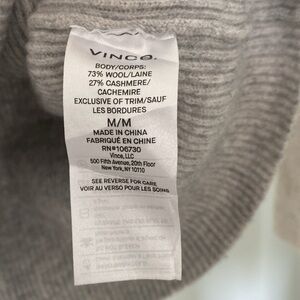 VINCE.
BODY/CORPS:
73% WOOL/LAINE
27% CASHMERE/
CACHEMIRE
EXCLUSIVE OF TRIM/SAUF
LES BORDURES
M/M
MADE IN CHINA
FABRIQUÉ EN CHINE
RN#106730
Vince, LLC
500 Fifth Avenue, 20th Floor
New York, NY 10110
SEE REVERSE FOR CARE
VOIR AU VERSO POUR LES SOINS